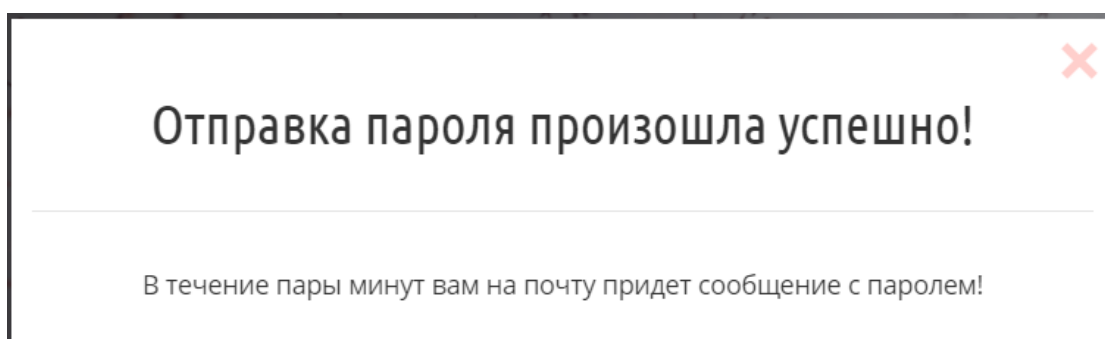 Отправка пароля произошла успешно!
В течение пары минут вам на почту придет сообщение с паролем!